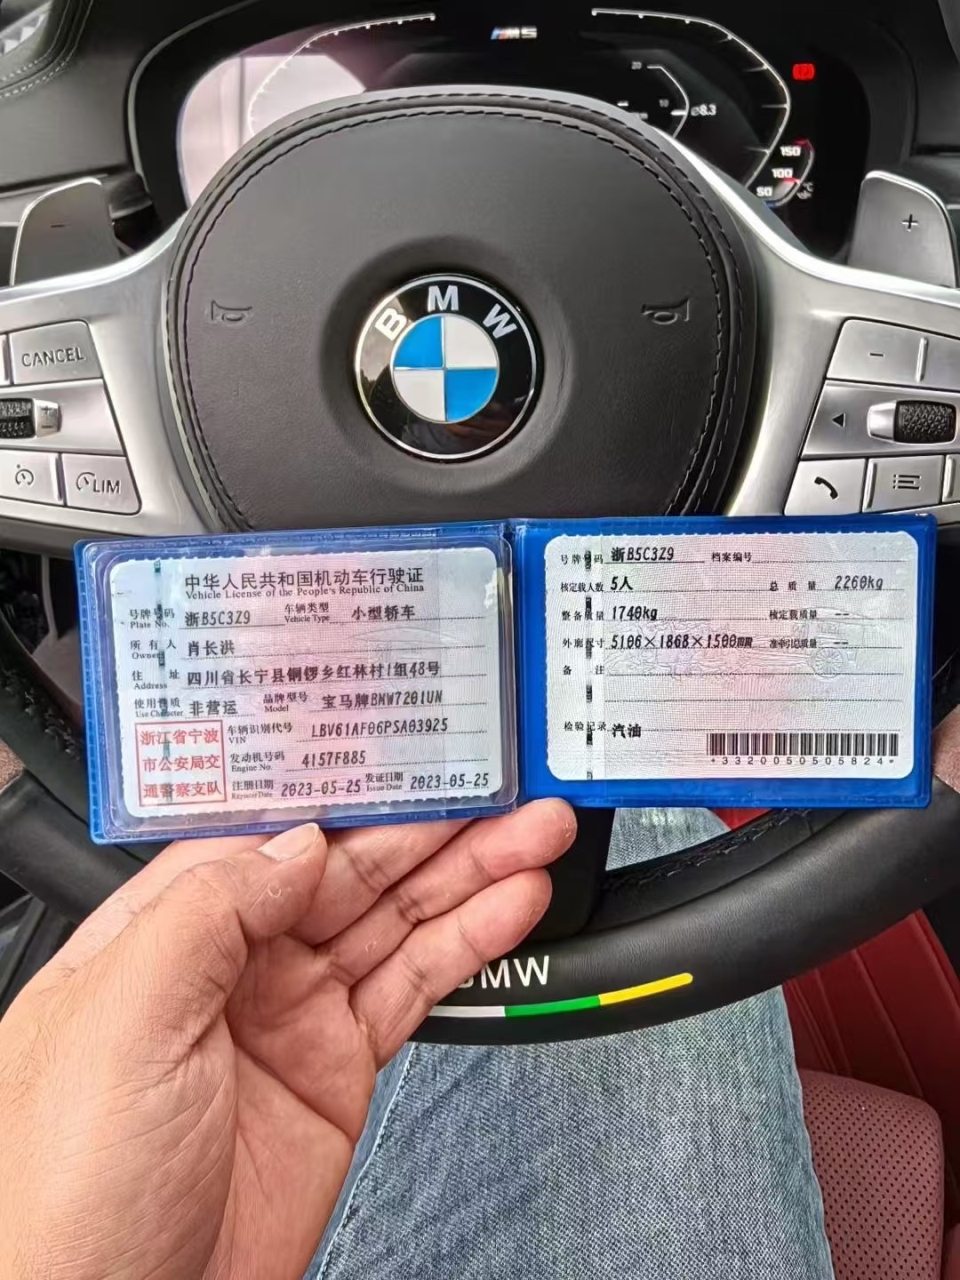 M5
20
10
⌀8.3
150
100
50
°C
−
+
BMW
CANCEL
LIM
−
中华人民共和国机动车行驶证
Vehicle License of the People's Republic of China
号牌号码 Plate No. 浙B5C3Z9 车辆类型 Vehicle Type 小型轿车
所有人 Owner 肖长洪
住址 Address 四川省长宁县铜锣乡红林村1组48号
使用性质 Use Character 非营运 品牌型号 Model 宝马牌BMW7201UN
浙江省宁波市公安局交通警察支队
车辆识别代号 VIN LBV61AF06PSA03925
发动机号码 Engine No. 4157F885
注册日期 Register Date 2023-05-25 发证日期 Issue Date 2023-05-25
号牌号码 浙B5C3Z9 档案编号
核定载人数 5人 总质量 2260kg
整备质量 1740kg 核定载质量 --
外廓尺寸 5106×1868×1500mm 准牵引总质量 --
备注
检验记录 汽油
*3320050505824*
BMW